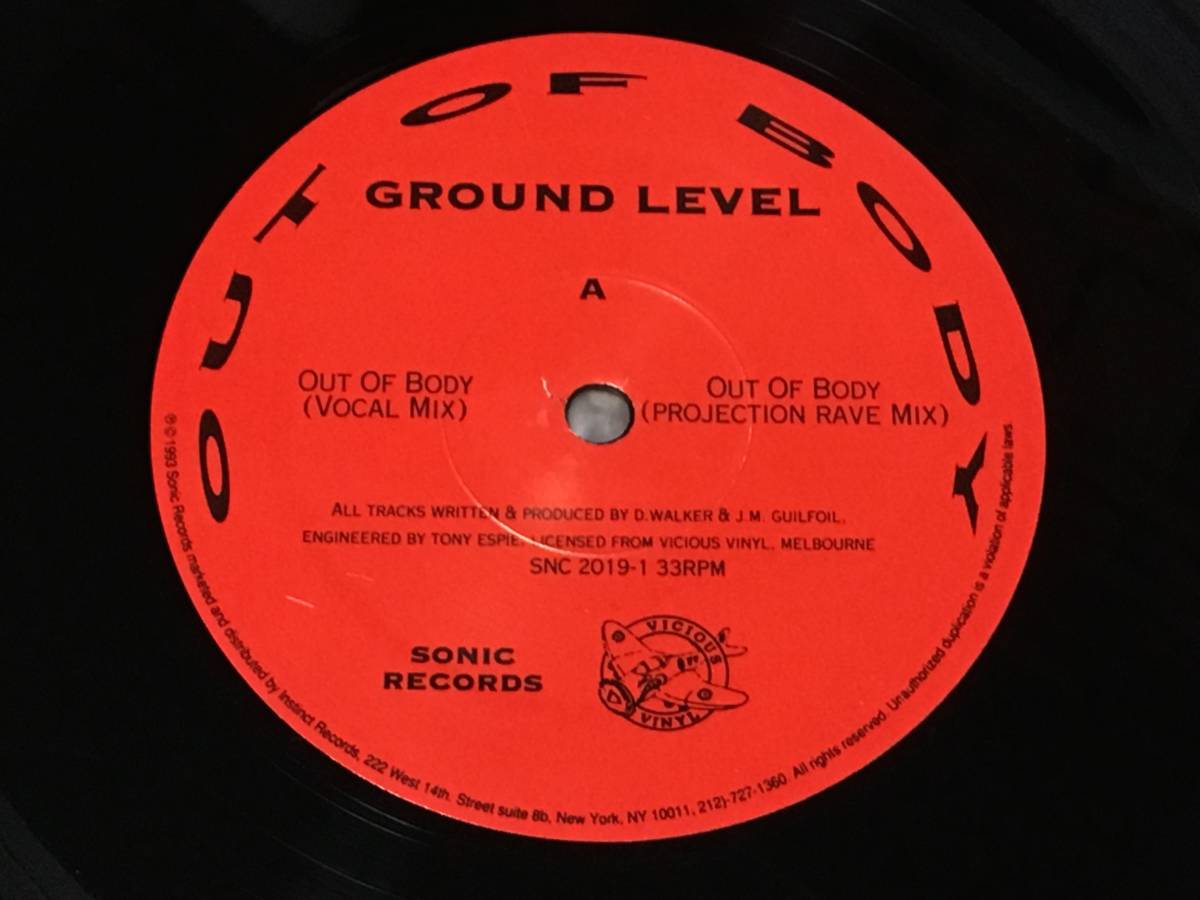 OUT OF BODY
GROUND LEVEL
A
OUT OF BODY
(VOCAL MIX)
OUT OF BODY
(PROJECTION RAVE MIX)
ALL TRACKS WRITTEN & PRODUCED BY D.WALKER & J.M. GUILFOIL,
ENGINEERED BY TONY ESPIE, LICENSED FROM VICIOUS VINYL, MELBOURNE
SNC 2019-1 33RPM
SONIC
RECORDS
VICIOUS
VINYL
℗©1993 Sonic Records marketed and distributed by Instinct Records, 222 West 14th. Street suite 8b, New York, NY 10011, 212)-727-1360. All rights reserved. Unauthorized duplication is a violation of applicable laws